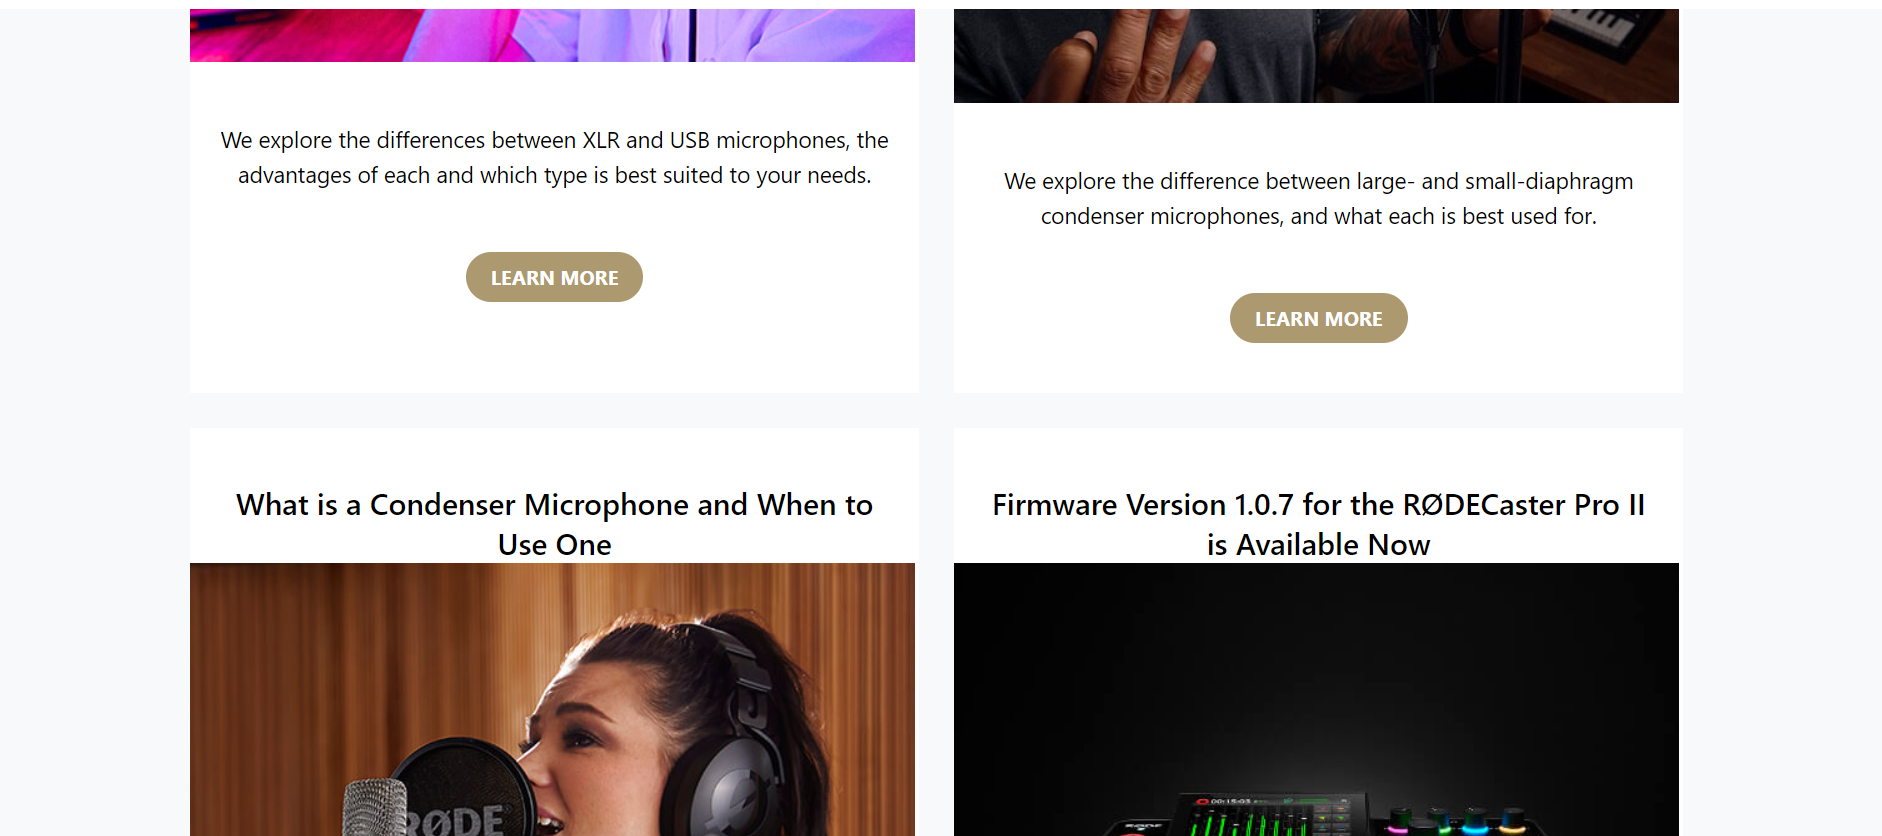 We explore the differences between XLR and USB microphones, the
advantages of each and which type is best suited to your needs.
LEARN MORE
We explore the difference between large- and small-diaphragm
condenser microphones, and what each is best used for.
LEARN MORE
What is a Condenser Microphone and When to
Use One
RØDE
Firmware Version 1.0.7 for the RØDECaster Pro II
is Available Now
00:15:03